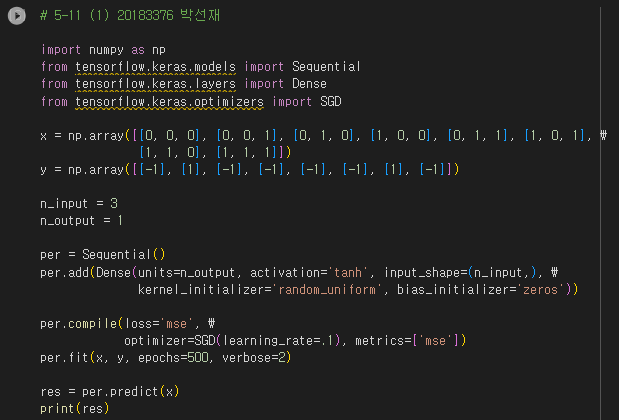 # 5-11 (1) 20183376 박선재
import numpy as np
from tensorflow.keras.models import Sequential
from tensorflow.keras.layers import Dense
from tensorflow.keras.optimizers import SGD
x = np.array([[0, 0, 0], [0, 0, 1], [0, 1, 0], [1, 0, 0], [0, 1, 1], [1, 0, 1], ₩
[1, 1, 0], [1, 1, 1]])
y = np.array([[-1], [1], [-1], [-1], [-1], [-1], [1], [-1]])
n_input = 3
n_output = 1
per = Sequential()
per.add(Dense(units=n_output, activation='tanh', input_shape=(n_input,), ₩
kernel_initializer='random_uniform', bias_initializer='zeros'))
per.compile(loss='mse', ₩
optimizer=SGD(learning_rate=.1), metrics=['mse'])
per.fit(x, y, epochs=500, verbose=2)
res = per.predict(x)
print(res)